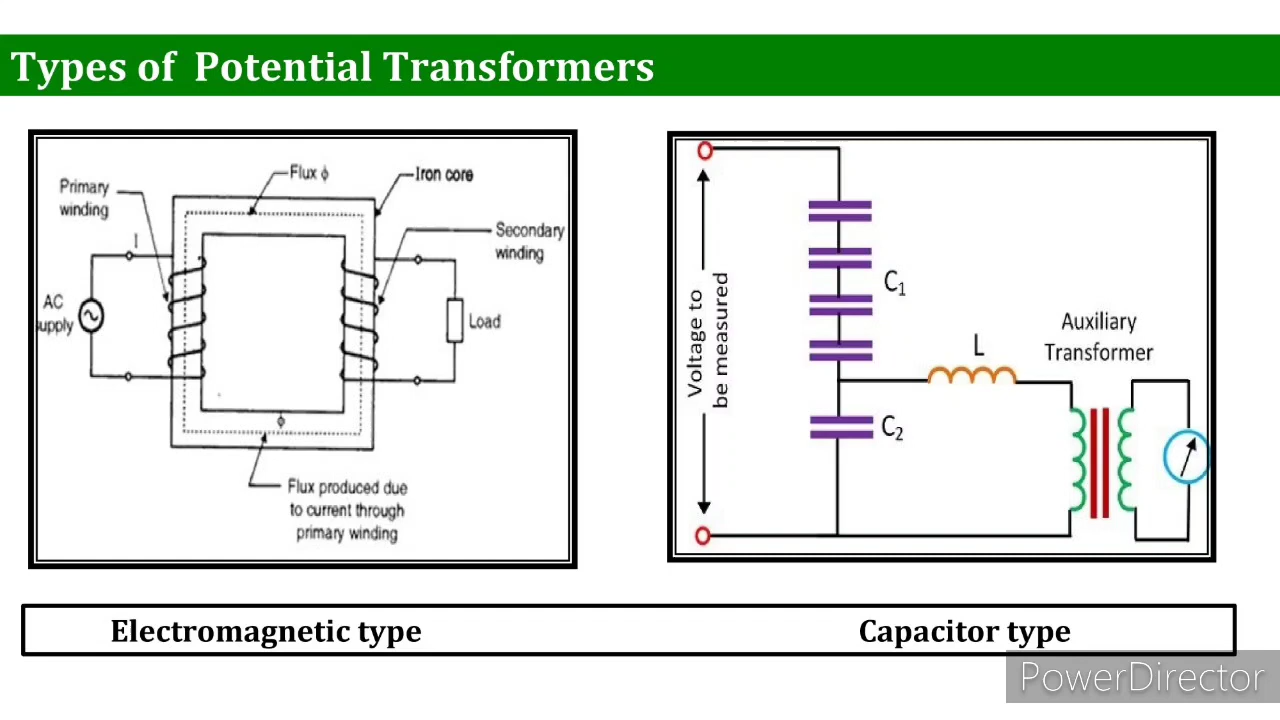 Types of Potential Transformers
Flux ϕ
Iron core
Primary
winding
Secondary
winding
I
AC
supply
Load
ϕ
Flux produced due
to current through
primary winding
Voltage to
be measured
C₁
L
Auxiliary
Transformer
C₂
Electromagnetic type
Capacitor type
PowerDirector